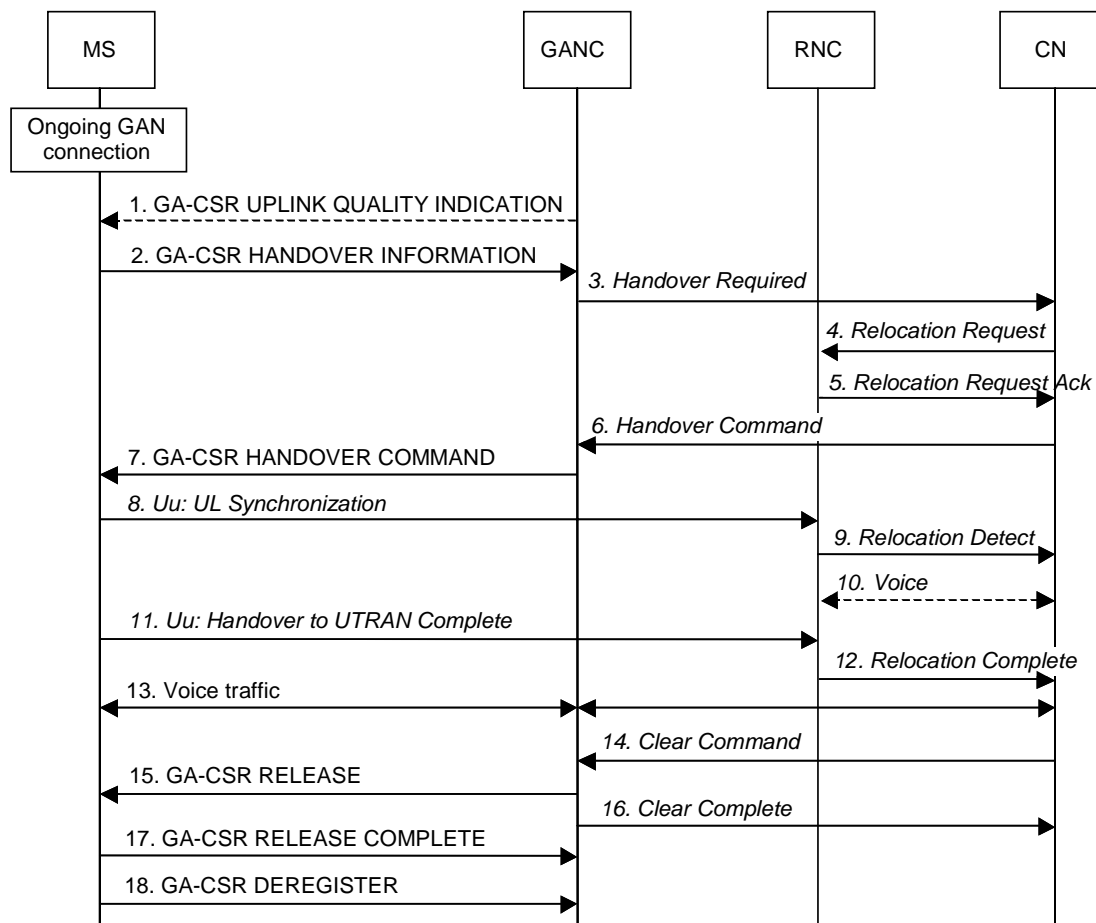 MS
GANC
RNC
CN
Ongoing GAN
connection
1. GA-CSR UPLINK QUALITY INDICATION
2. GA-CSR HANDOVER INFORMATION
3. Handover Required
4. Relocation Request
5. Relocation Request Ack
6. Handover Command
7. GA-CSR HANDOVER COMMAND
8. Uu: UL Synchronization
9. Relocation Detect
10. Voice
11. Uu: Handover to UTRAN Complete
12. Relocation Complete
13. Voice traffic
14. Clear Command
15. GA-CSR RELEASE
16. Clear Complete
17. GA-CSR RELEASE COMPLETE
18. GA-CSR DEREGISTER